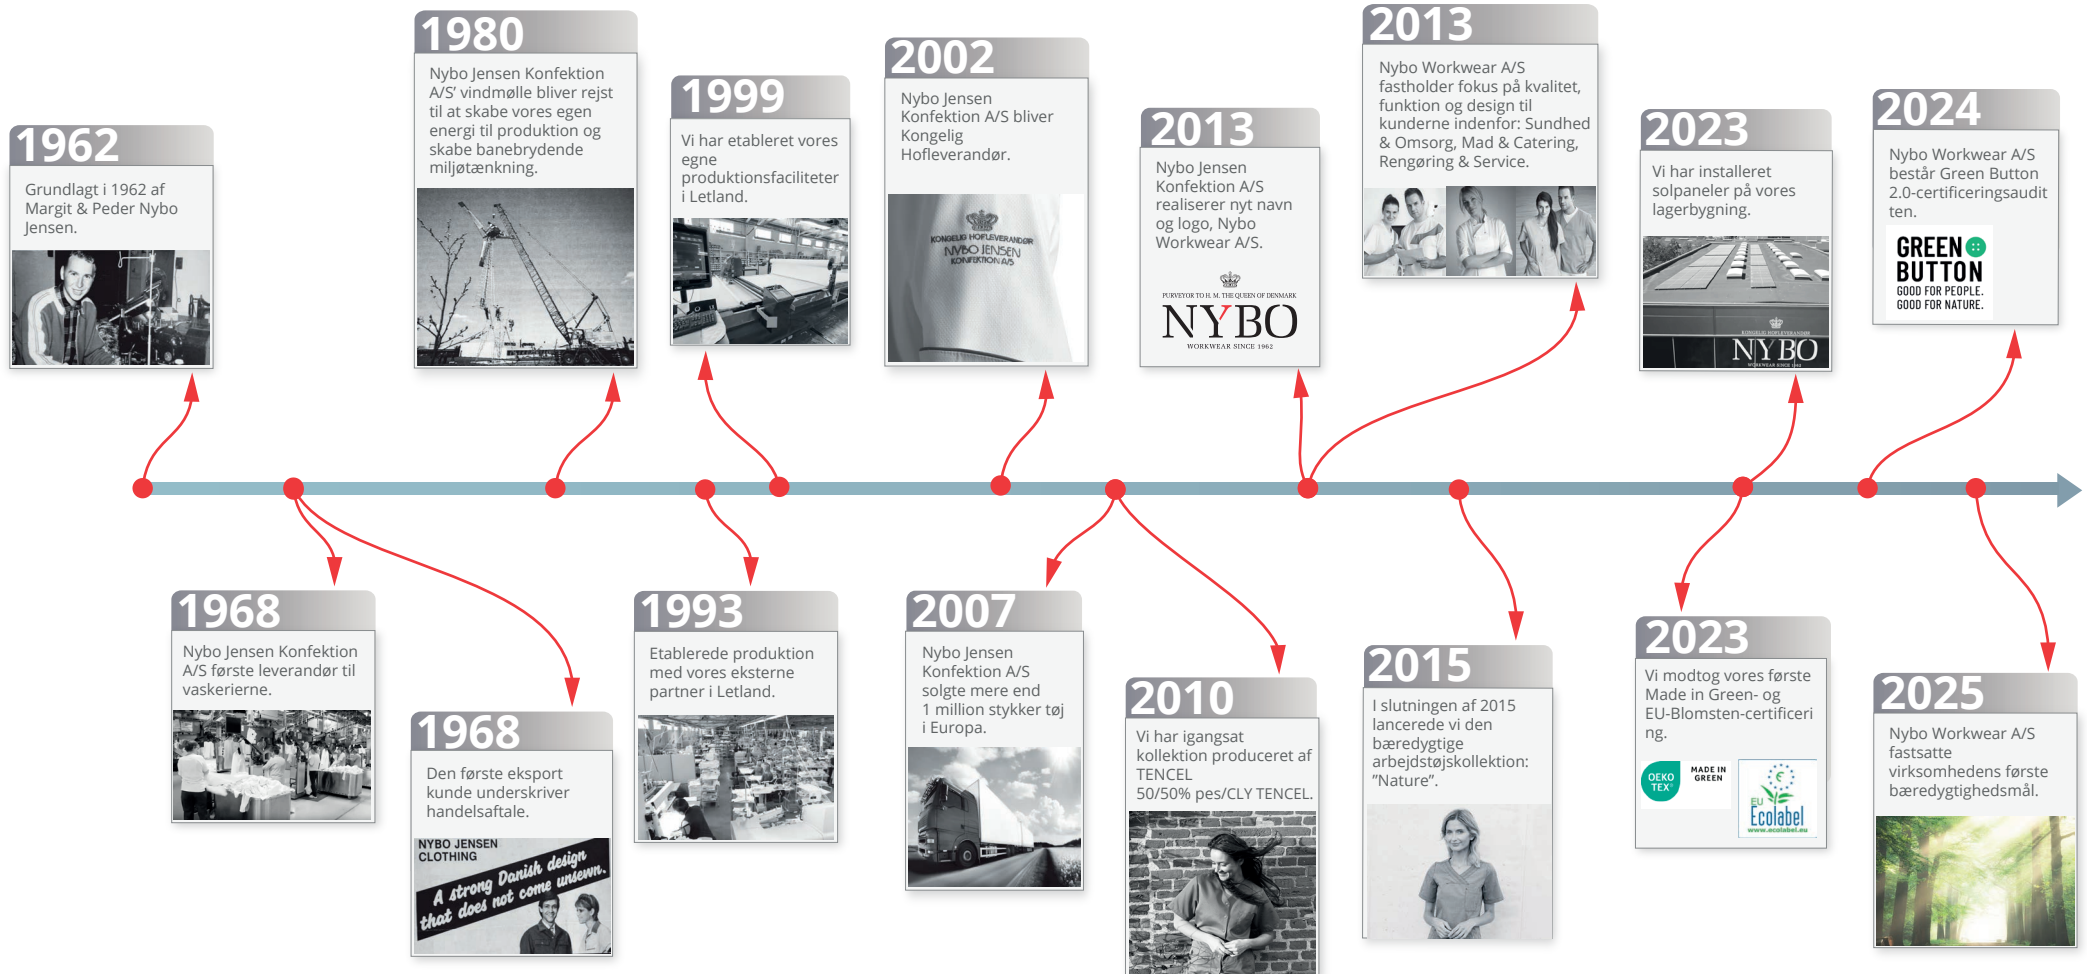 1962
Grundlagt i 1962 af
Margit & Peder Nybo
Jensen.
1968
Nybo Jensen Konfektion
A/S første leverandør til
vaskerierne.
1968
Den første eksport
kunde underskriver
handelsaftale.
NYBO JENSEN
CLOTHING
A strong Danish design
that does not come unsewn.
1980
Nybo Jensen Konfektion
A/S’ vindmølle bliver rejst
til at skabe vores egen
energi til produktion og
skabe banebrydende
miljøtænkning.
1993
Etablerede produktion
med vores eksterne
partner i Letland.
1999
Vi har etableret vores
egne
produktionsfaciliteter
i Letland.
2002
Nybo Jensen
Konfektion A/S bliver
Kongelig
Hofleverandør.
KONGELIG HOFLEVERANDØR
NYBO JENSEN
KONFEKTION A/S
2007
Nybo Jensen
Konfektion A/S
solgte mere end
1 million stykker tøj
i Europa.
2010
Vi har igangsat
kollektion produceret af
TENCEL
50/50% pes/CLY TENCEL.
2013
Nybo Jensen
Konfektion A/S
realiserer nyt navn
og logo, Nybo
Workwear A/S.
PURVEYOR TO H. M. THE QUEEN OF DENMARK
NYBO
WORKWEAR SINCE 1962
2013
Nybo Workwear A/S
fastholder fokus på kvalitet,
funktion og design til
kunderne indenfor: Sundhed
& Omsorg, Mad & Catering,
Rengøring & Service.
2015
I slutningen af 2015
lancerede vi den
bæredygtige
arbejdstøjskollektion:
”Nature”.
2023
Vi har installeret
solpaneler på vores
lagerbygning.
KONGELIG HOFLEVERANDØR
NYBO
WORKWEAR SINCE 1962
2023
Vi modtog vores første
Made in Green- og
EU-Blomsten-certificeri
ng.
OEKO
TEX®
MADE IN
GREEN
EU
Ecolabel
www.ecolabel.eu
2024
Nybo Workwear A/S
består Green Button
2.0-certificeringsaudit
ten.
GREEN
BUTTON
GOOD FOR PEOPLE.
GOOD FOR NATURE.
2025
Nybo Workwear A/S
fastsatte
virksomhedens første
bæredygtighedsmål.